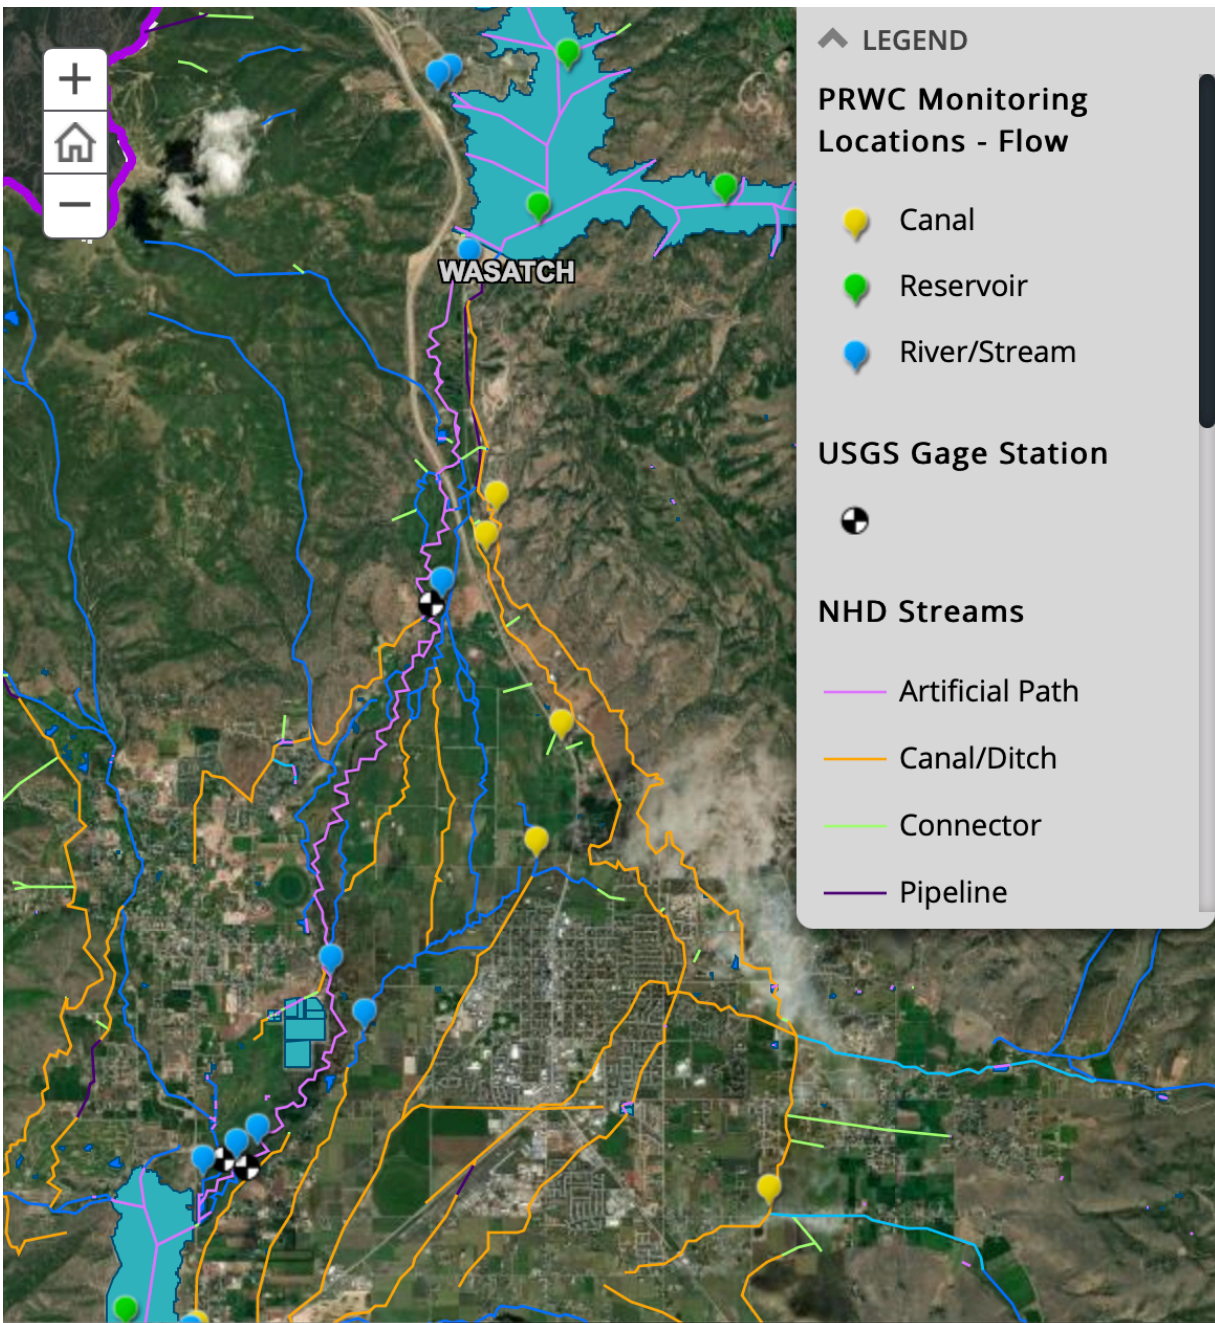 LEGEND
PRWC Monitoring
Locations - Flow
Canal
Reservoir
River/Stream
USGS Gage Station
NHD Streams
Artificial Path
Canal/Ditch
Connector
Pipeline
WASATCH